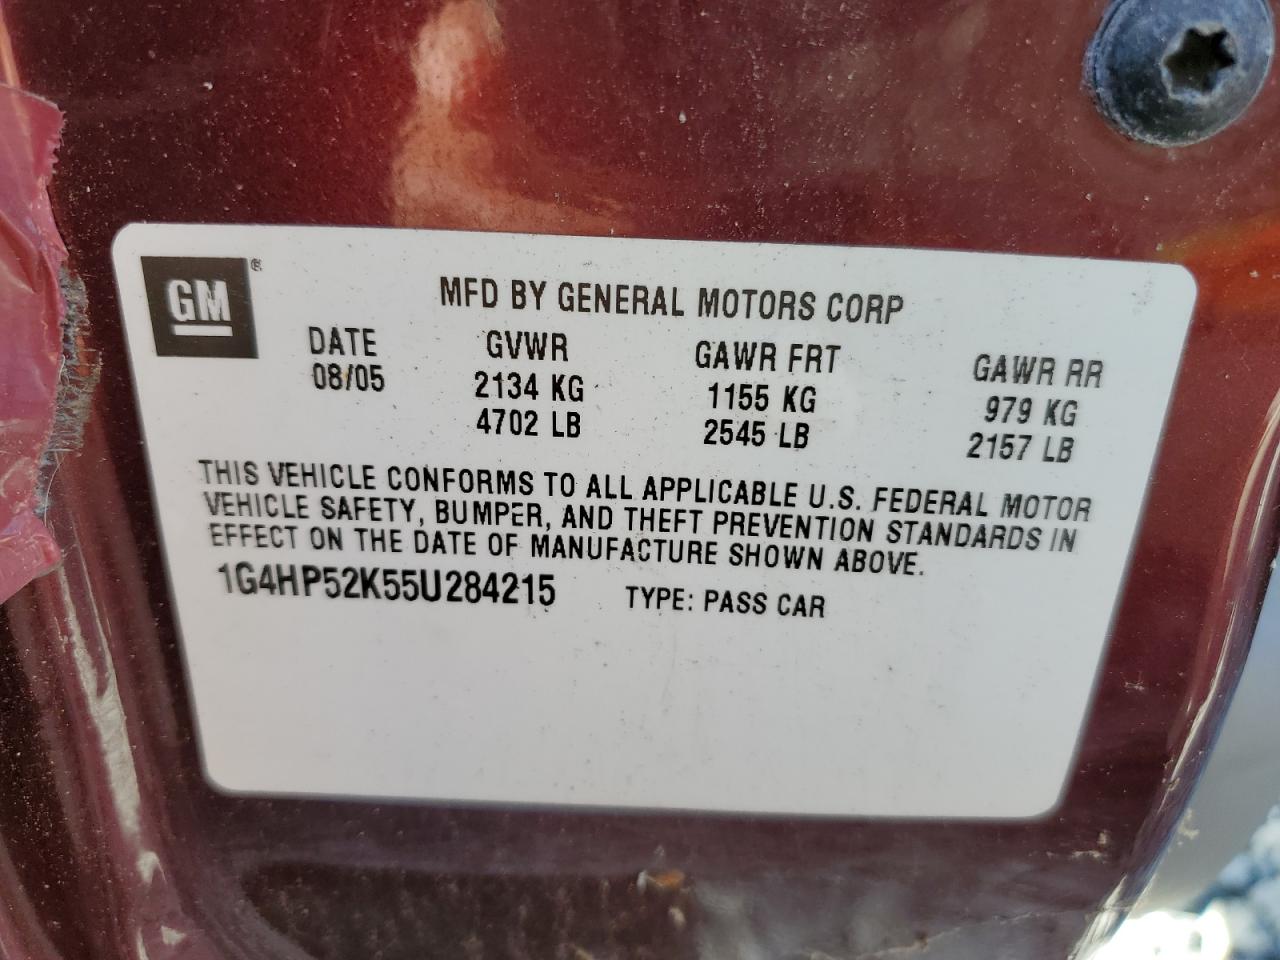 GM ®
MFD BY GENERAL MOTORS CORP
DATE GVWR GAWR FRT GAWR RR
08/05 2134 KG 1155 KG 979 KG
4702 LB 2545 LB 2157 LB
THIS VEHICLE CONFORMS TO ALL APPLICABLE U.S. FEDERAL MOTOR
VEHICLE SAFETY, BUMPER, AND THEFT PREVENTION STANDARDS IN
EFFECT ON THE DATE OF MANUFACTURE SHOWN ABOVE.
1G4HP52K55U284215 TYPE: PASS CAR